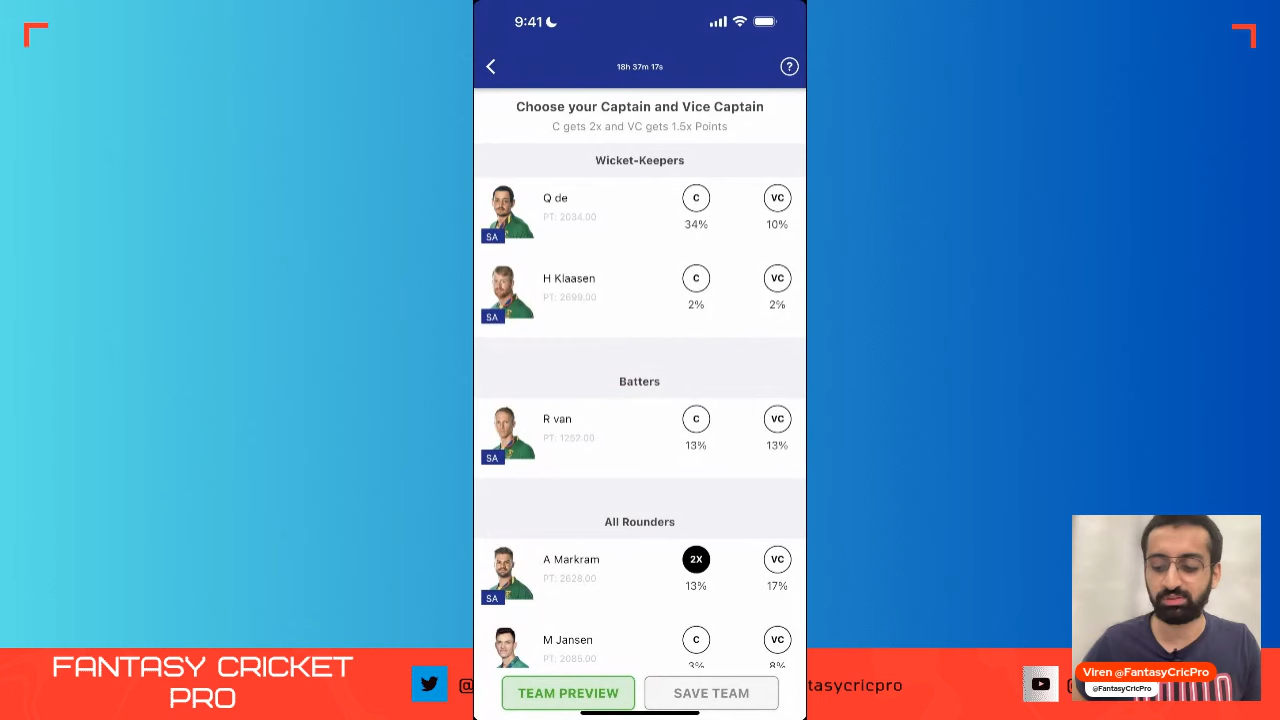 9:41
18h 37m 17s
?
Choose your Captain and Vice Captain
C gets 2x and VC gets 1.5x Points
Wicket-Keepers
Q de
PT: 2034.00
SA
C
34%
VC
10%
H Klaasen
PT: 2699.00
SA
C
2%
VC
2%
Batters
R van
PT: 1252.00
SA
C
13%
VC
13%
All Rounders
A Markram
PT: 2628.00
SA
2X
13%
VC
17%
M Jansen
PT: 2085.00
C
3%
VC
8%
TEAM PREVIEW
SAVE TEAM
FANTASY CRICKET
PRO
@
tasycricpro
Viren @FantasyCricPro
@FantasyCricPro